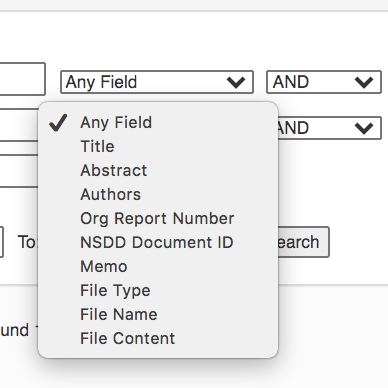 Any Field AND
Any Field AND
Title
Abstract
Authors
Org Report Number
To: NSDD Document ID earch
Memo
File Type
File Name
und File Content